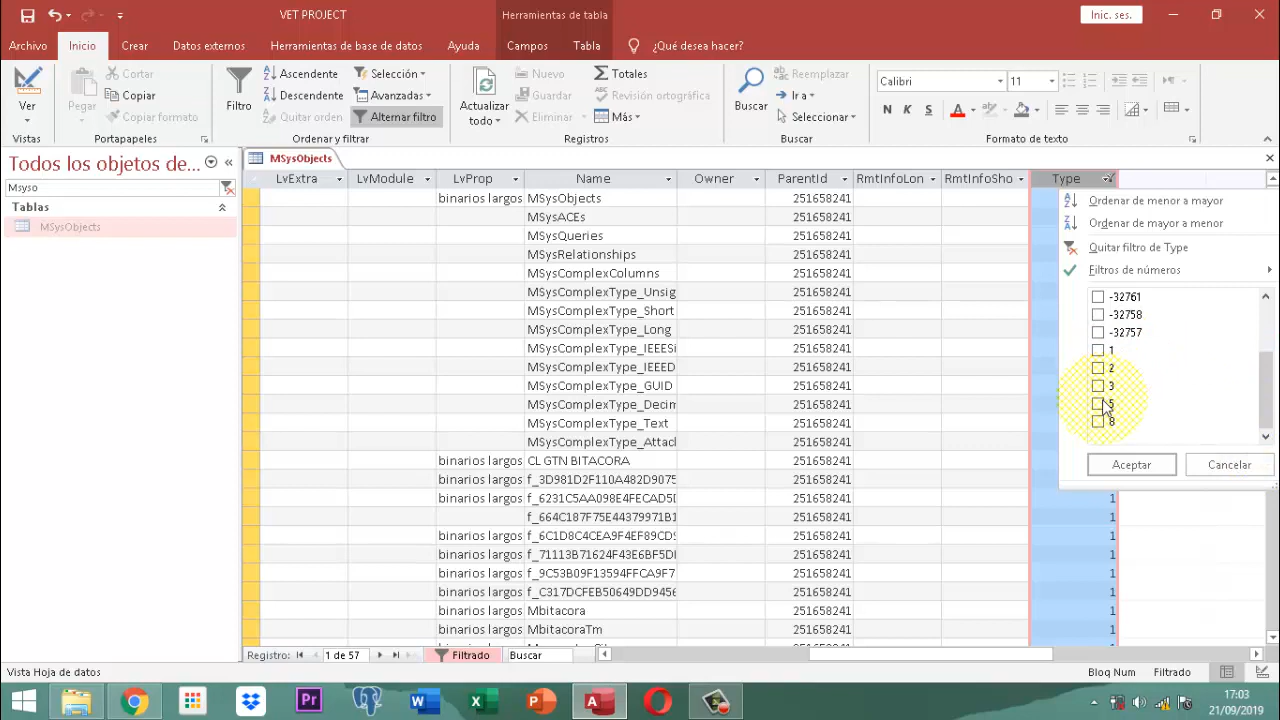 VET PROJECT
Herramientas de tabla
Inic. ses.
Archivo
Inicio
Crear
Datos externos
Herramientas de base de datos
Ayuda
Campos
Tabla
¿Qué desea hacer?
Ver
Vistas
Pegar
Cortar
Copiar
Copiar formato
Portapapeles
Filtro
Ascendente
Descendente
Quitar orden
Selección
Avanzadas
Alternar filtro
Ordenar y filtrar
Actualizar
todo
Nuevo
Guardar
Eliminar
Totales
Revisión ortográfica
Más
Registros
Buscar
Reemplazar
Ir a
Seleccionar
Buscar
Calibri
11
N K S
A
Formato de texto
Todos los objetos de...
Msyso
Tablas
MSysObjects
MSysObjects
LvExtra LvModule LvProp Name Owner ParentId RmtInfoLon RmtInfoSho Type
binarios largos MSysObjects 251658241
MSysACEs 251658241
MSysQueries 251658241
MSysRelationships 251658241
MSysComplexColumns 251658241
MSysComplexType_Unsig 251658241
MSysComplexType_Short 251658241
MSysComplexType_Long 251658241
MSysComplexType_IEEESi 251658241
MSysComplexType_IEEED 251658241
MSysComplexType_GUID 251658241
MSysComplexType_Decim 251658241
MSysComplexType_Text 251658241
MSysComplexType_Attach 251658241
binarios largos CL GTN BITACORA 251658241
binarios largos f_3D981D2F110A482D9075 251658241
binarios largos f_6231C5AA098E4FECAD5D 251658241 1
f_664C187F75E44379971B1 251658241 1
binarios largos f_6C1D8C4CEA9F4EF89CDS 251658241 1
binarios largos f_71113B71624F43E6BF5D 251658241 1
binarios largos f_9C53B09F13594FFCA9F7 251658241 1
binarios largos f_C317DCFEB50649DD9456 251658241 1
binarios largos Mbitacora 251658241 1
binarios largos MbitacoraTm 251658241 1
Ordenar de menor a mayor
Ordenar de mayor a menor
Quitar filtro de Type
Filtros de números
-32761
-32758
-32757
1
2
3
5
8
Aceptar
Cancelar
Registro: 1 de 57 Filtrado Buscar
Vista Hoja de datos
Bloq Num
Filtrado
17:03
21/09/2019